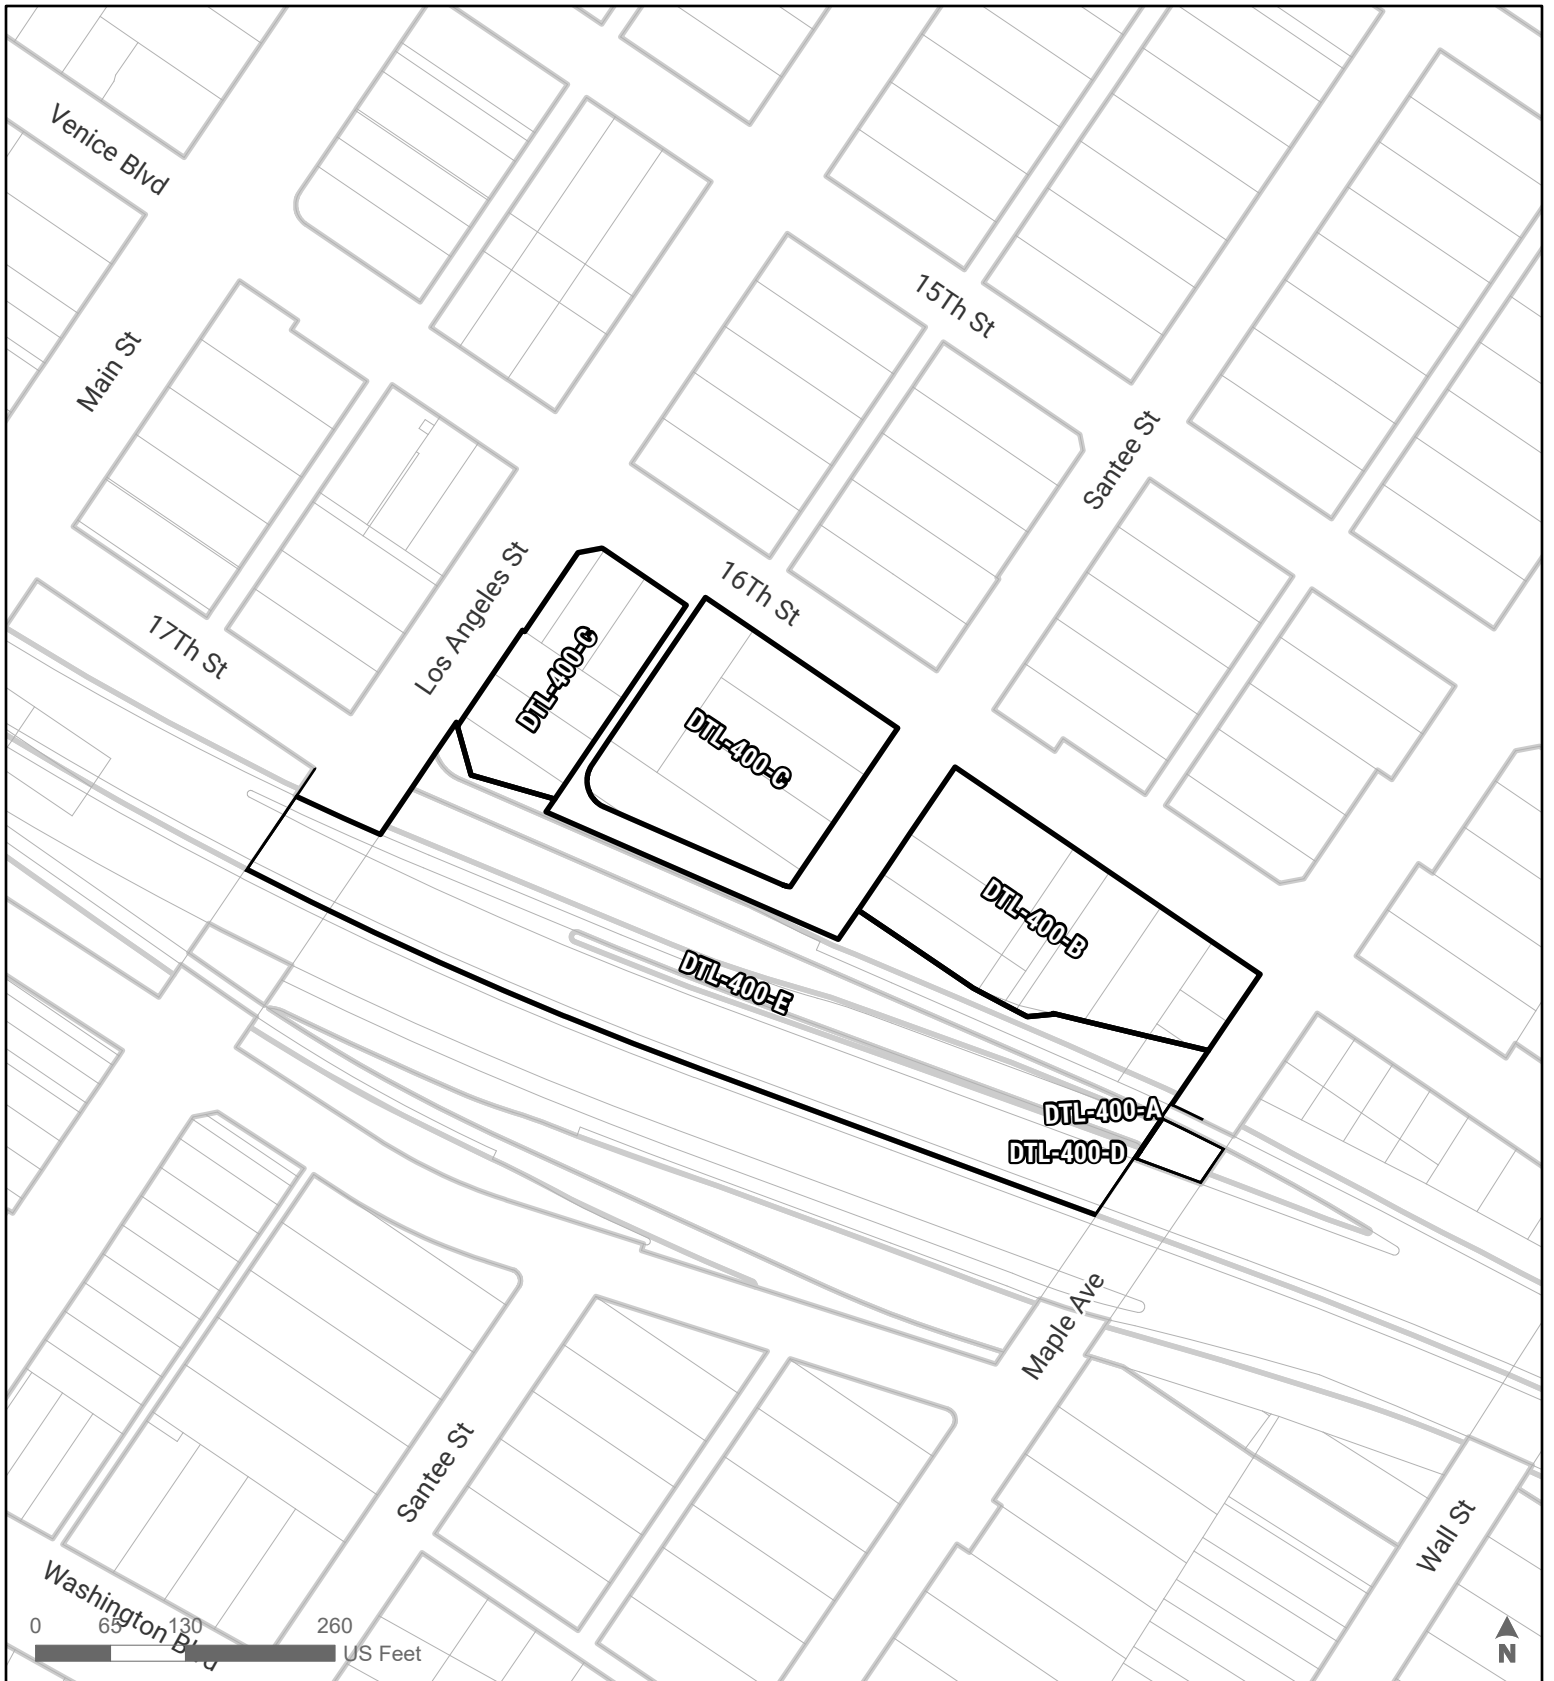 Venice Blvd
15Th St
Main St
Santee St
16Th St
Los Angeles St
17Th St
DTL-400-C
DTL-400-C
DTL-400-B
DTL-400-E
DTL-400-A
DTL-400-D
Maple Ave
Santee St
Wall St
Washington Blvd
0 65 130 260
US Feet
N